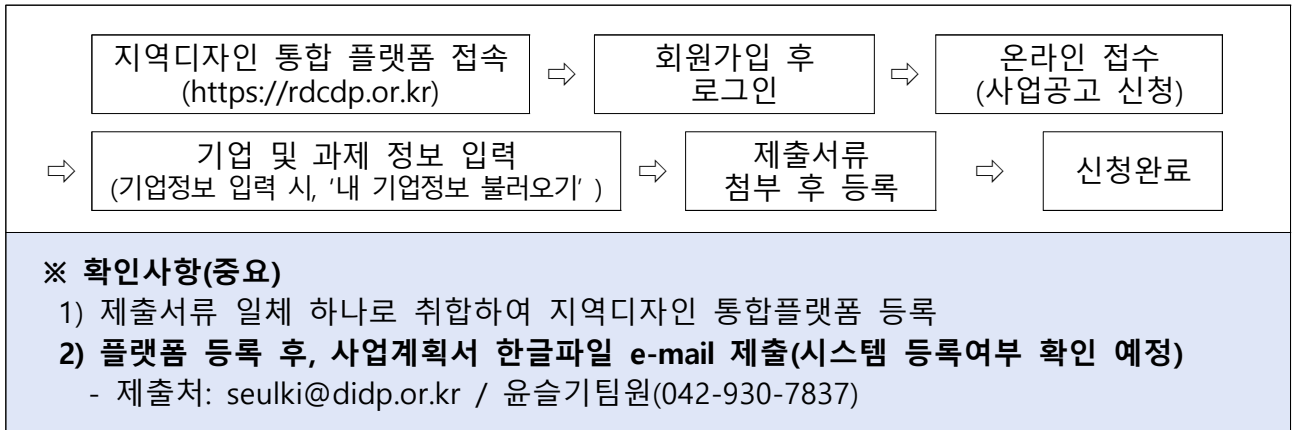 지역디자인 통합 플랫폼 접속
(https://rdcdp.or.kr)
⇨
회원가입 후
로그인
⇨
온라인 접수
(사업공고 신청)
⇨
기업 및 과제 정보 입력
(기업정보 입력 시, '내 기업정보 불러오기' )
⇨
제출서류
첨부 후 등록
⇨
신청완료
※ 확인사항(중요)
1) 제출서류 일체 하나로 취합하여 지역디자인 통합플랫폼 등록
2) 플랫폼 등록 후, 사업계획서 한글파일 e-mail 제출(시스템 등록여부 확인 예정)
- 제출처: seulki@didp.or.kr / 윤슬기팀원(042-930-7837)